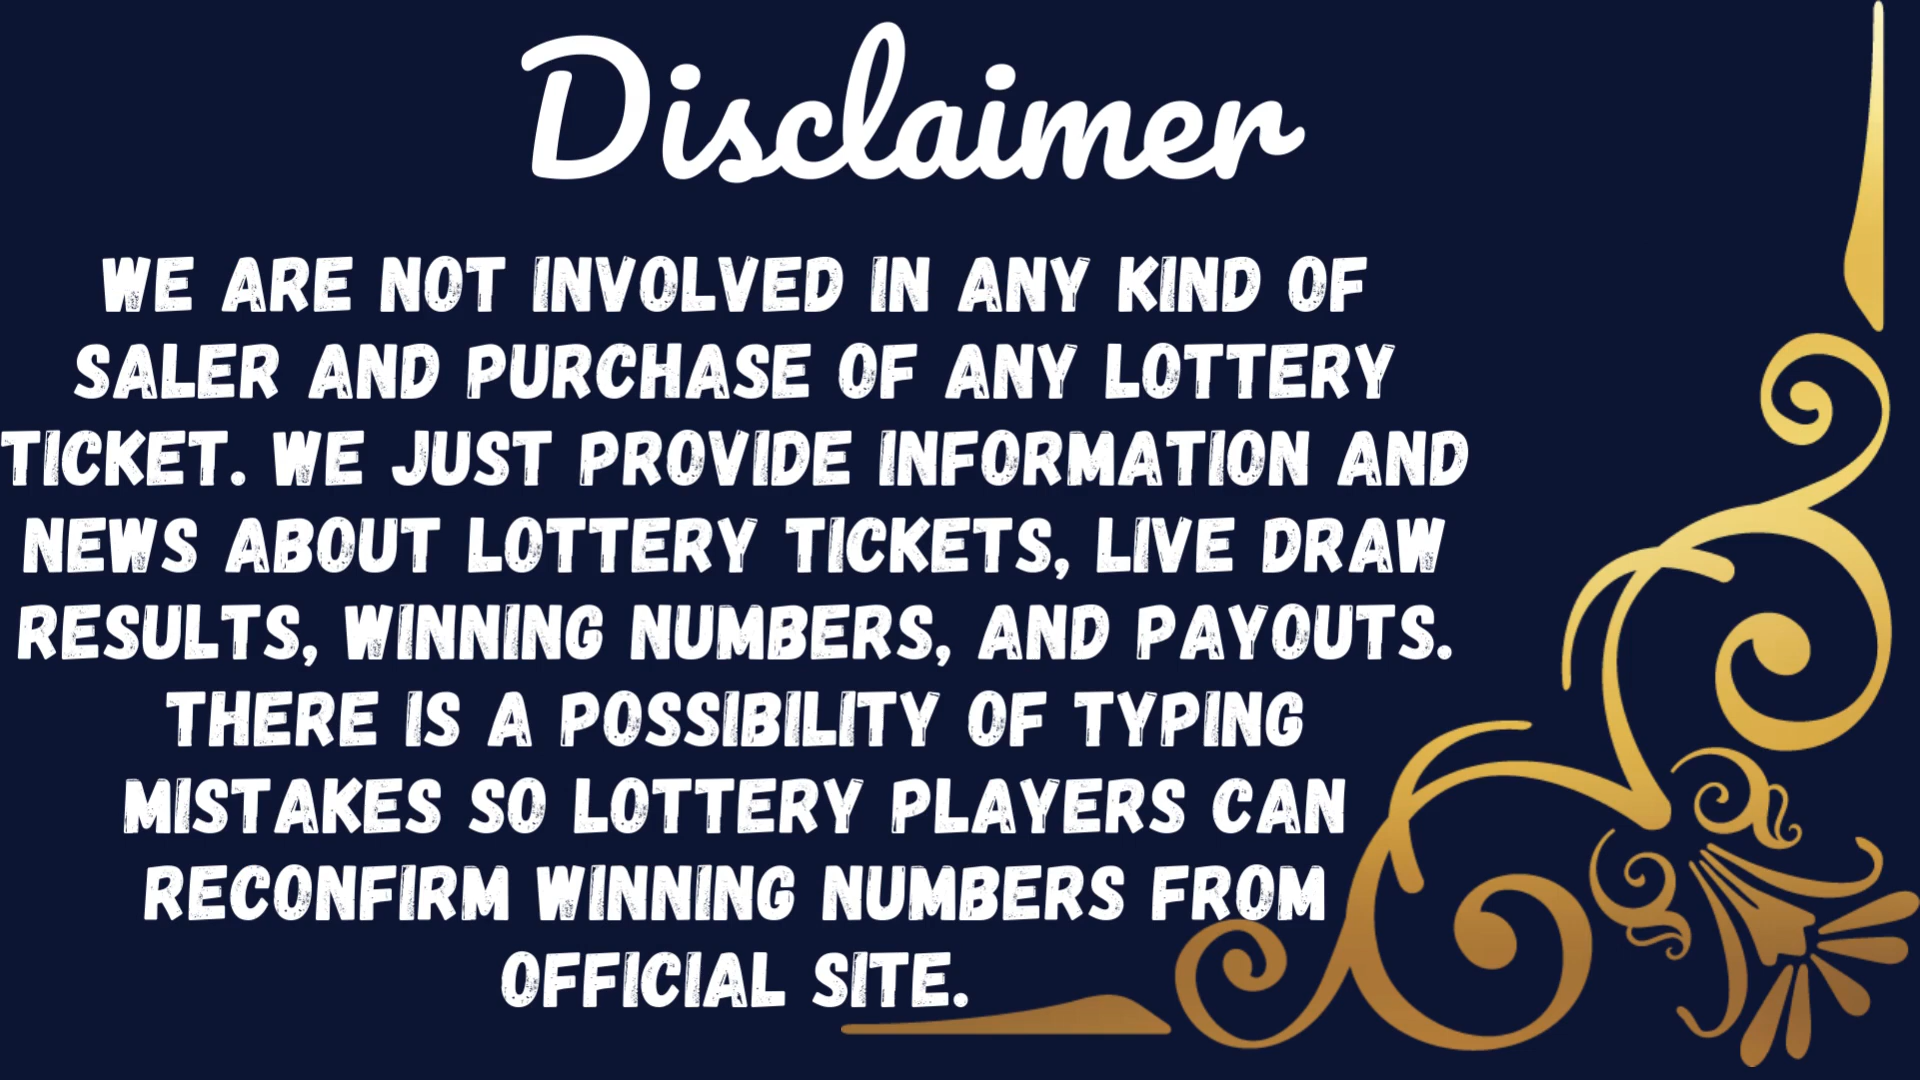 Disclaimer
WE ARE NOT INVOLVED IN ANY KIND OF
SALER AND PURCHASE OF ANY LOTTERY
TICKET. WE JUST PROVIDE INFORMATION AND
NEWS ABOUT LOTTERY TICKETS, LIVE DRAW
RESULTS, WINNING NUMBERS, AND PAYOUTS.
THERE IS A POSSIBILITY OF TYPING
MISTAKES SO LOTTERY PLAYERS CAN
RECONFIRM WINNING NUMBERS FROM
OFFICIAL SITE.